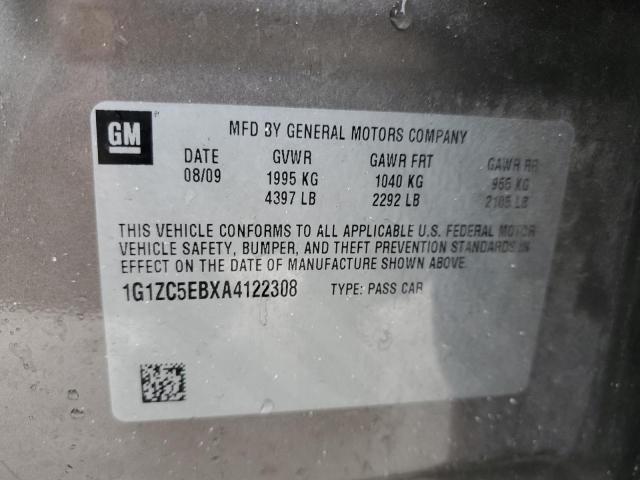 GM
MFD BY GENERAL MOTORS COMPANY
DATE GVWR GAWR FRT GAWR RR
08/09 1995 KG 1040 KG 955 KG
4397 LB 2292 LB 2105 LB
THIS VEHICLE CONFORMS TO ALL APPLICABLE U.S. FEDERAL MOTOR
VEHICLE SAFETY, BUMPER, AND THEFT PREVENTION STANDARDS IN
EFFECT ON THE DATE OF MANUFACTURE SHOWN ABOVE.
1G1ZC5EBXA4122308 TYPE: PASS CAR